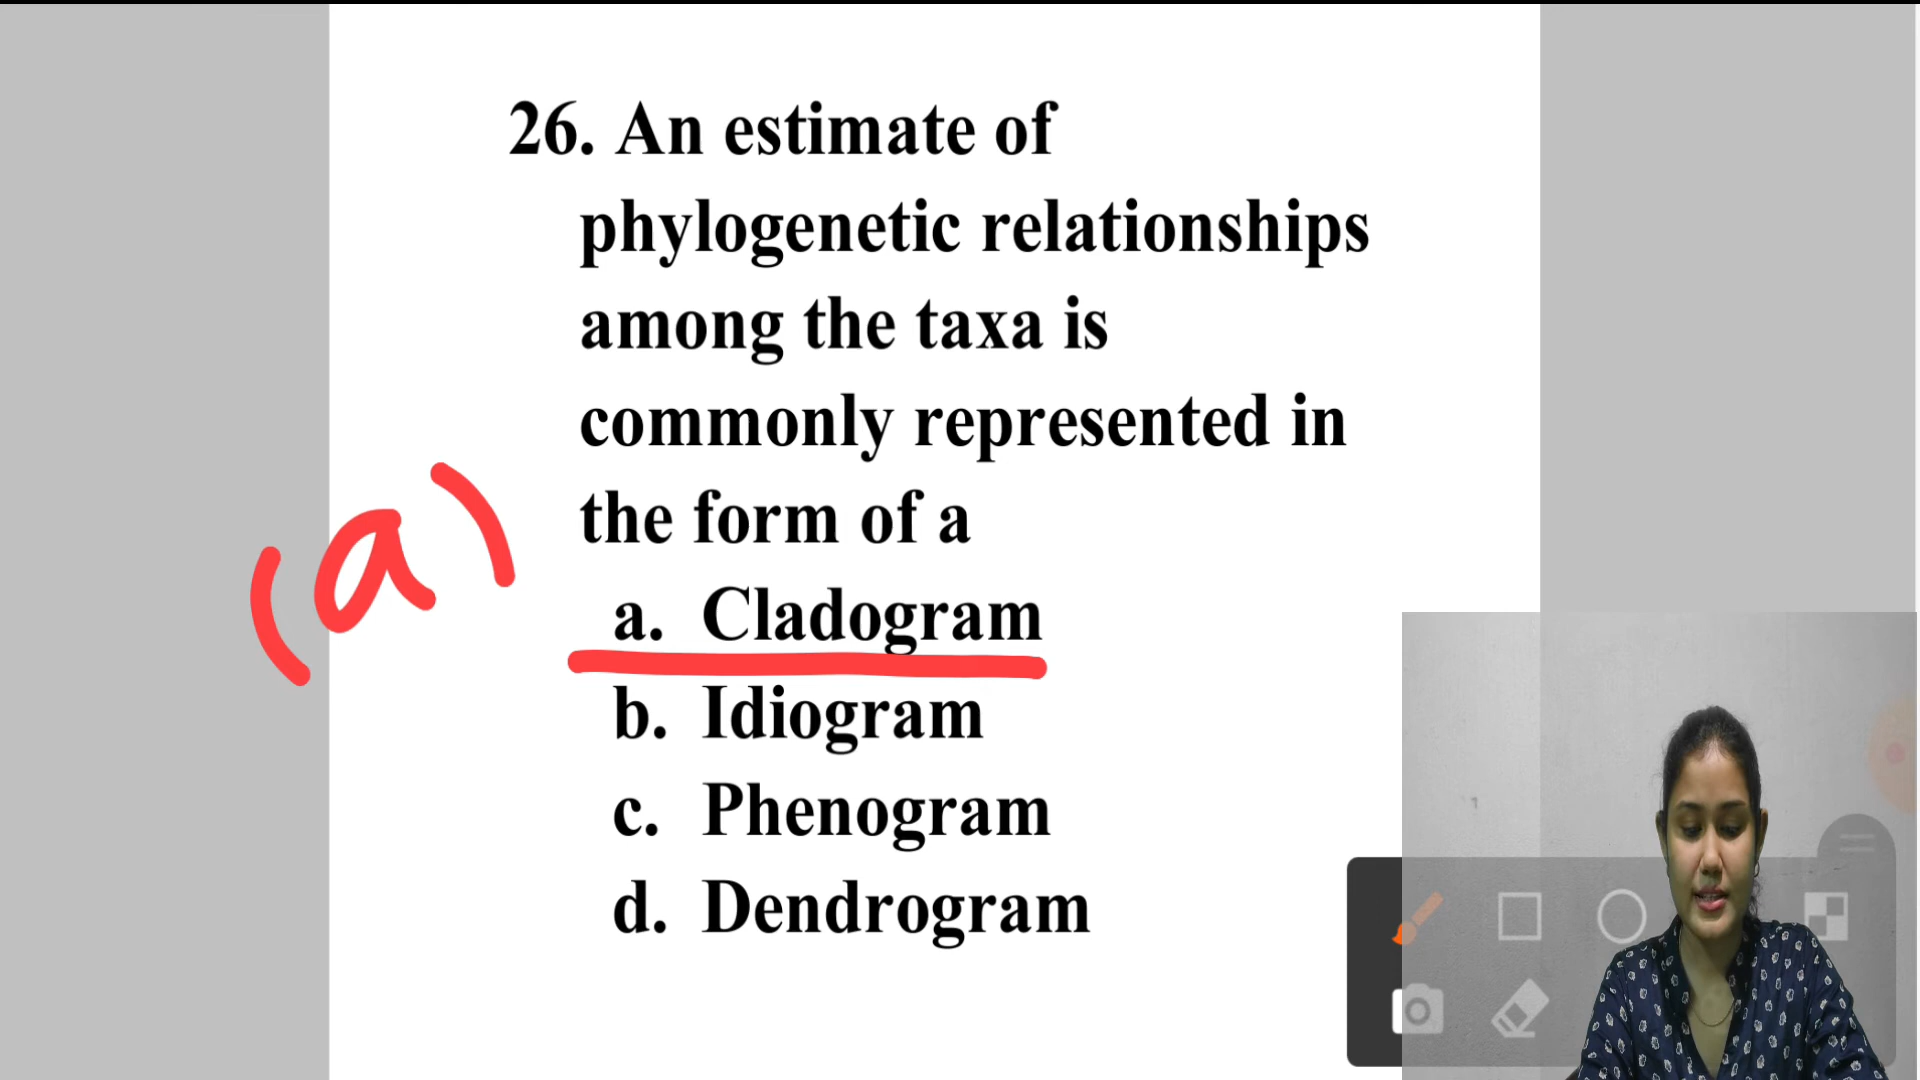 26. An estimate of
phylogenetic relationships
among the taxa is
commonly represented in
the form of a
(a)
a. Cladogram
b. Idiogram
c. Phenogram
d. Dendrogram